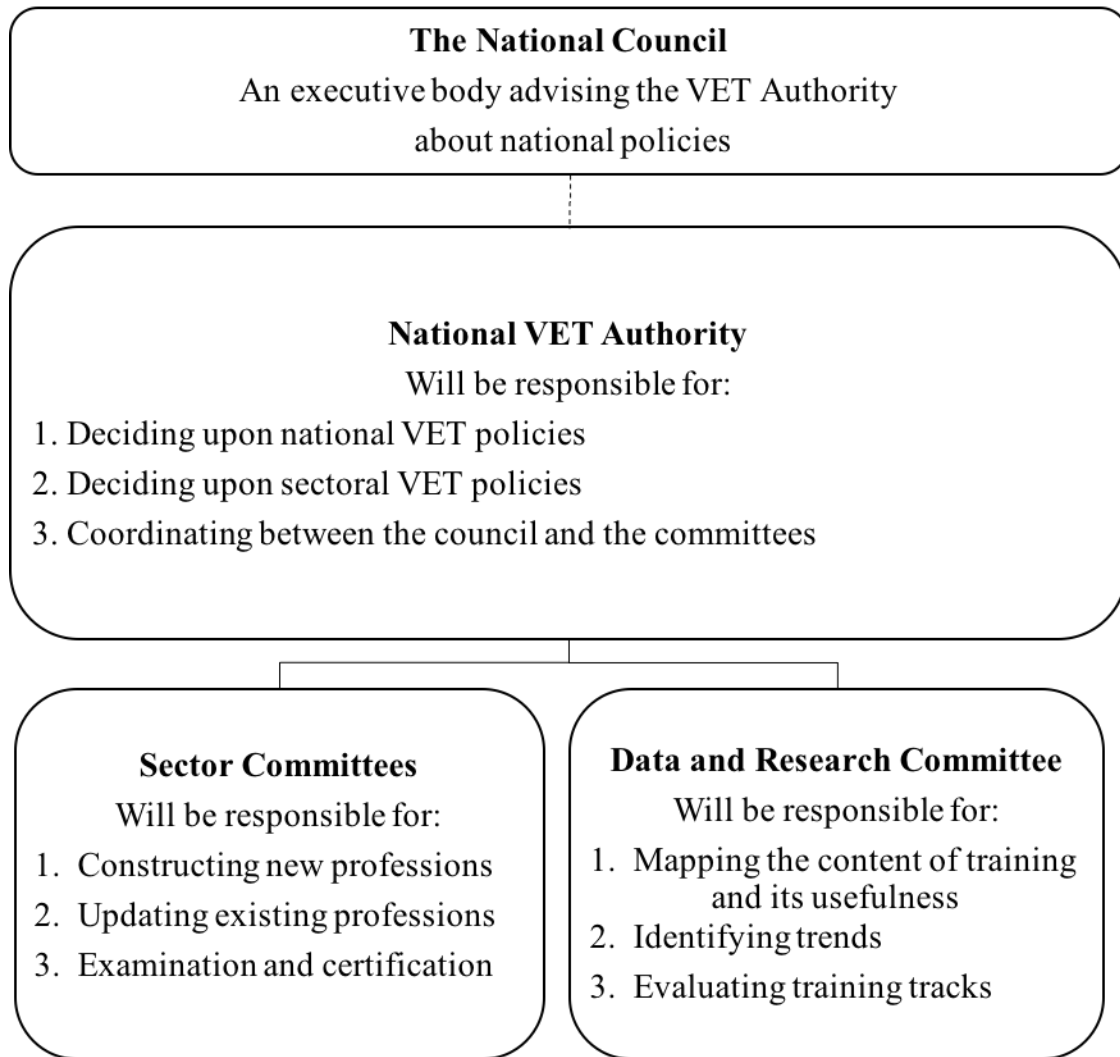 The National Council
An executive body advising the VET Authority
about national policies
National VET Authority
Will be responsible for:
1. Deciding upon national VET policies
2. Deciding upon sectoral VET policies
3. Coordinating between the council and the committees
Sector Committees
Will be responsible for:
1. Constructing new professions
2. Updating existing professions
3. Examination and certification
Data and Research Committee
Will be responsible for:
1. Mapping the content of training
and its usefulness
2. Identifying trends
3. Evaluating training tracks